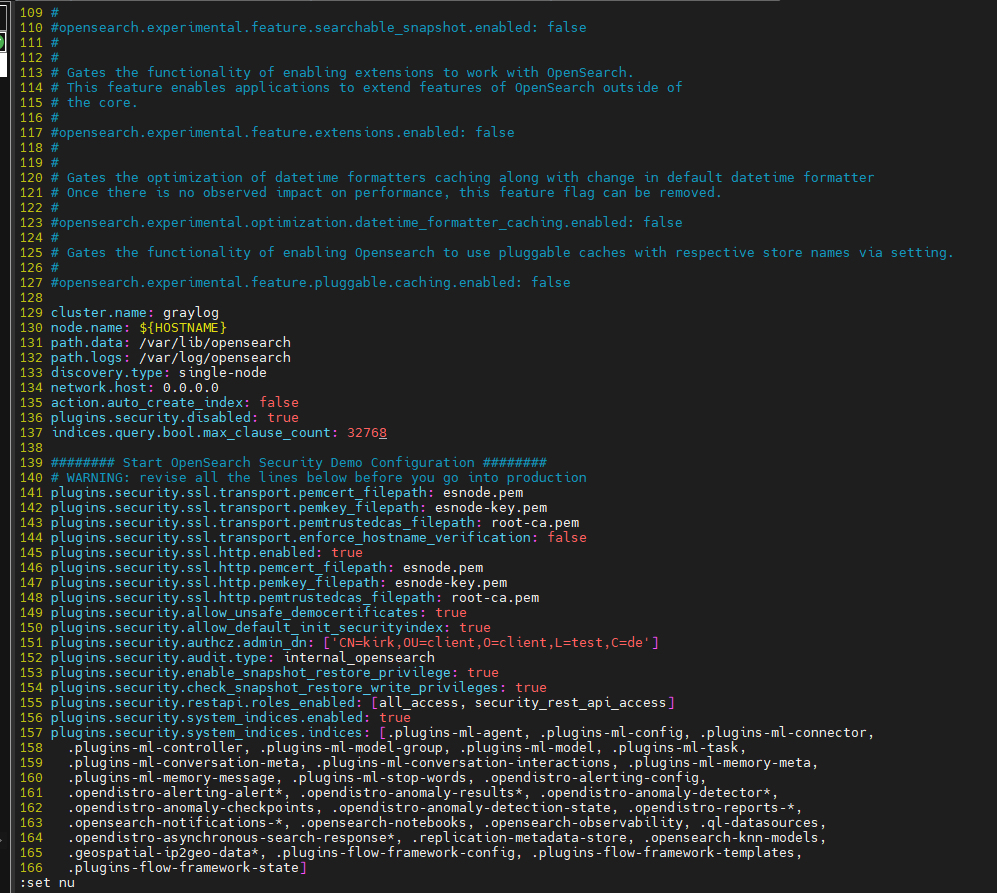 109 #
110 #opensearch.experimental.feature.searchable_snapshot.enabled: false
111 #
112 #
113 # Gates the functionality of enabling extensions to work with OpenSearch.
114 # This feature enables applications to extend features of OpenSearch outside of
115 # the core.
116 #
117 #opensearch.experimental.feature.extensions.enabled: false
118 #
119 #
120 # Gates the optimization of datetime formatters caching along with change in default datetime formatter
121 # Once there is no observed impact on performance, this feature flag can be removed.
122 #
123 #opensearch.experimental.optimization.datetime_formatter_caching.enabled: false
124 #
125 # Gates the functionality of enabling Opensearch to use pluggable caches with respective store names via setting.
126 #
127 #opensearch.experimental.feature.pluggable.caching.enabled: false
128
129 cluster.name: graylog
130 node.name: ${HOSTNAME}
131 path.data: /var/lib/opensearch
132 path.logs: /var/log/opensearch
133 discovery.type: single-node
134 network.host: 0.0.0.0
135 action.auto_create_index: false
136 plugins.security.disabled: true
137 indices.query.bool.max_clause_count: 32768
138
139 ######## Start OpenSearch Security Demo Configuration ########
140 # WARNING: revise all the lines below before you go into production
141 plugins.security.ssl.transport.pemcert_filepath: esnode.pem
142 plugins.security.ssl.transport.pemkey_filepath: esnode-key.pem
143 plugins.security.ssl.transport.pemtrustedcas_filepath: root-ca.pem
144 plugins.security.ssl.transport.enforce_hostname_verification: false
145 plugins.security.ssl.http.enabled: true
146 plugins.security.ssl.http.pemcert_filepath: esnode.pem
147 plugins.security.ssl.http.pemkey_filepath: esnode-key.pem
148 plugins.security.ssl.http.pemtrustedcas_filepath: root-ca.pem
149 plugins.security.allow_unsafe_democertificates: true
150 plugins.security.allow_default_init_securityindex: true
151 plugins.security.authcz.admin_dn: ['CN=kirk,OU=client,O=client,L=test,C=de']
152 plugins.security.audit.type: internal_opensearch
153 plugins.security.enable_snapshot_restore_privilege: true
154 plugins.security.check_snapshot_restore_write_privileges: true
155 plugins.security.restapi.roles_enabled: [all_access, security_rest_api_access]
156 plugins.security.system_indices.enabled: true
157 plugins.security.system_indices.indices: [.plugins-ml-agent, .plugins-ml-config, .plugins-ml-connector,
158   .plugins-ml-controller, .plugins-ml-model-group, .plugins-ml-model, .plugins-ml-task,
159   .plugins-ml-conversation-meta, .plugins-ml-conversation-interactions, .plugins-ml-memory-meta,
160   .plugins-ml-memory-message, .plugins-ml-stop-words, .opendistro-alerting-config,
161   .opendistro-alerting-alert*, .opendistro-anomaly-results*, .opendistro-anomaly-detector*,
162   .opendistro-anomaly-checkpoints, .opendistro-anomaly-detection-state, .opendistro-reports-*,
163   .opensearch-notifications-*, .opensearch-notebooks, .opensearch-observability, .ql-datasources,
164   .opendistro-asynchronous-search-response*, .replication-metadata-store, .opensearch-knn-models,
165   .geospatial-ip2geo-data*, .plugins-flow-framework-config, .plugins-flow-framework-templates,
166   .plugins-flow-framework-state]
:set nu